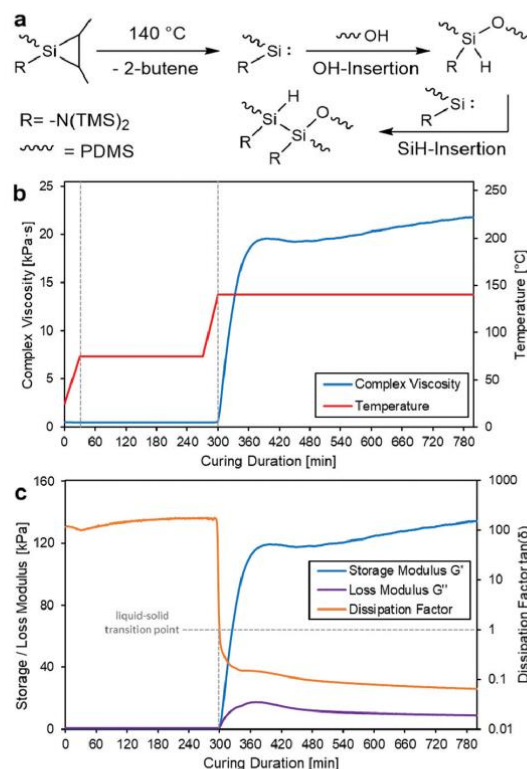 a
Si
R
140 °C
- 2-butene
Si:
R
OH
OH-Insertion
O
Si
R H
H
Si
O
R Si
R
Si:
R
SiH-Insertion
R= -N(TMS)2
= PDMS
b
Complex Viscosity [kPa·s]
25
20
15
10
5
0
250
200
150
100
50
0
Temperature [°C]
Complex Viscosity
Temperature
0 60 120 180 240 300 360 420 480 540 600 660 720 780
Curing Duration [min]
c
Storage / Loss Modulus [kPa]
160
120
80
40
0
1000
100
10
1
0.1
0.01
Dissipation Factor tan(δ)
Storage Modulus G'
Loss Modulus G''
Dissipation Factor
liquid-solid
transition point
0 60 120 180 240 300 360 420 480 540 600 660 720 780
Curing Duration [min]